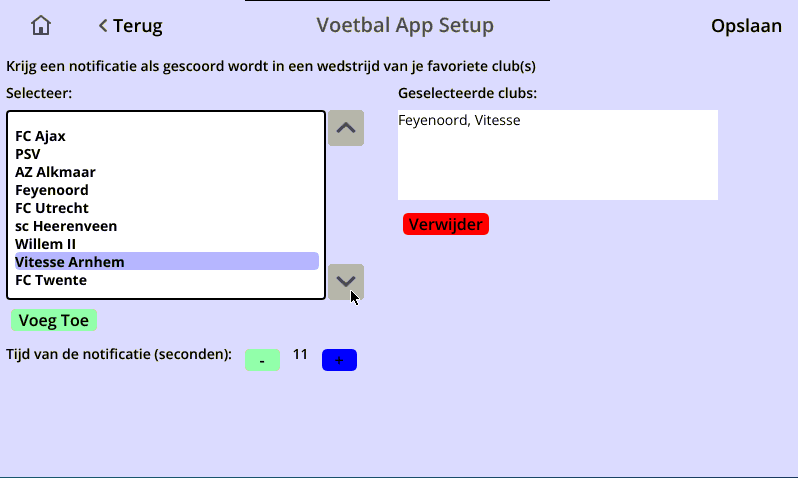 Terug
Voetbal App Setup
Opslaan
Krijg een notificatie als gescoord wordt in een wedstrijd van je favoriete club(s)
Selecteer:
FC Ajax
PSV
AZ Alkmaar
Feyenoord
FC Utrecht
sc Heerenveen
Willem II
Vitesse Arnhem
FC Twente
Voeg Toe
Geselecteerde clubs:
Feyenoord, Vitesse
Verwijder
Tijd van de notificatie (seconden): - 11 +